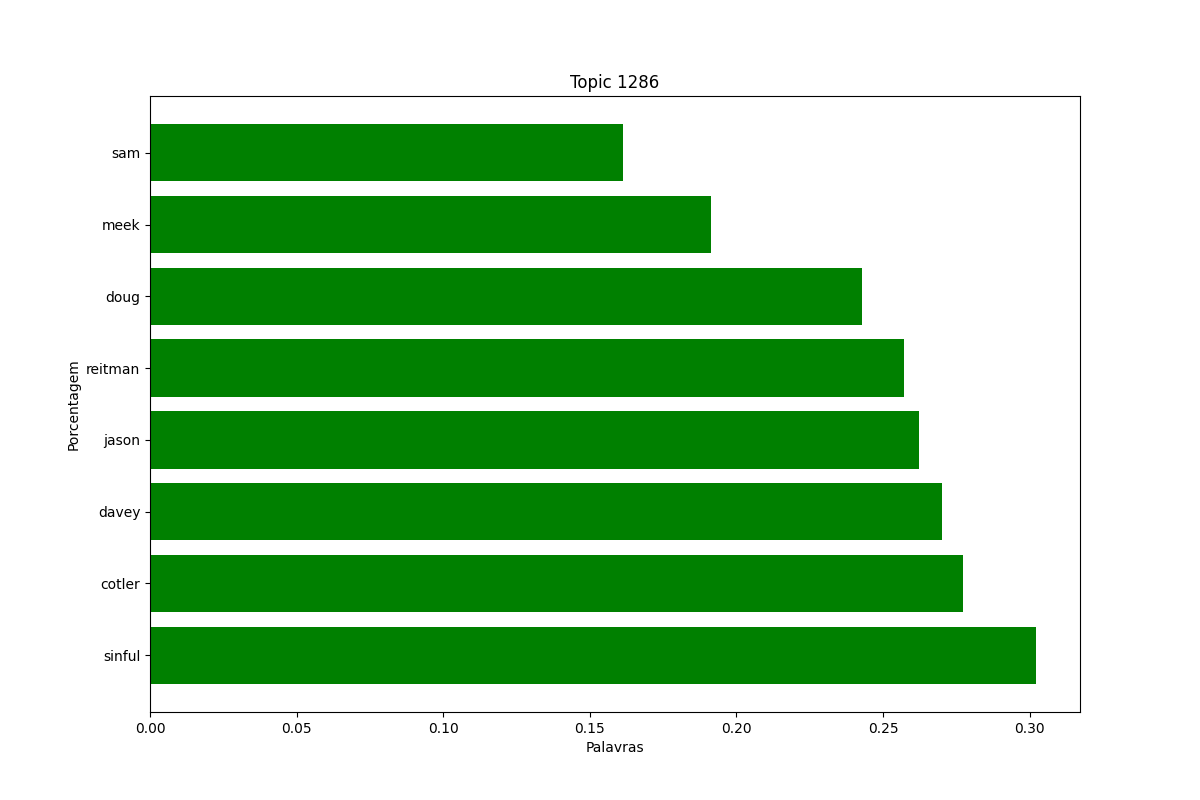 Topic 1286
sam
meek
doug
reitman
jason
davey
cotler
sinful
Porcentagem
0.00 0.05 0.10 0.15 0.20 0.25 0.30
Palavras